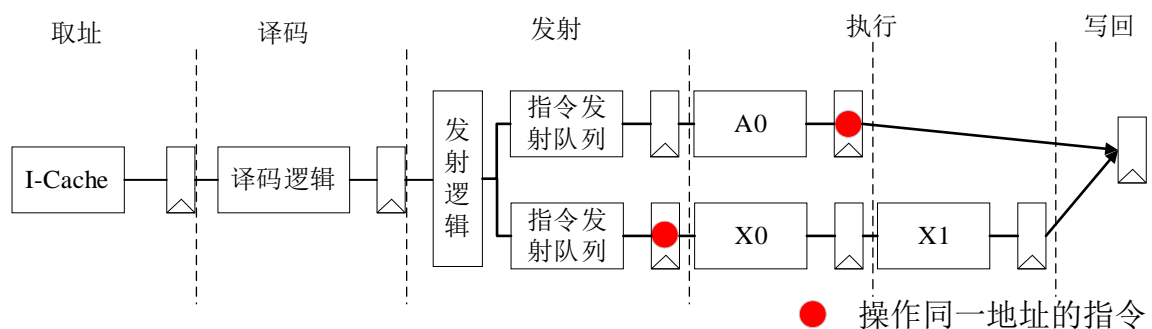 取址
译码
发射
执行
写回
I-Cache
译码逻辑
发
射
逻
辑
指令发
射队列
A0
指令发
射队列
X0
X1
操作同一地址的指令